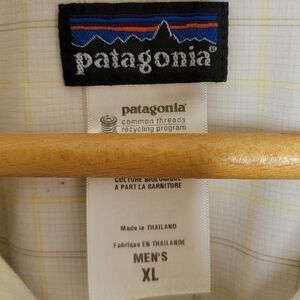 patagonia®
patagonia®
common threads
recycling program
CULTURE BIOLOGIQUE
À PART LA GARNITURE
Made in THAILAND
Fabriqué EN THAILANDE
MEN'S
XL